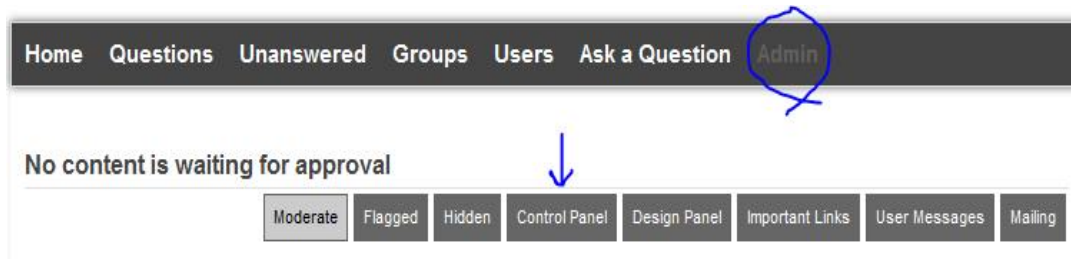 Home Questions Unanswered Groups Users Ask a Question Admin
No content is waiting for approval
Moderate Flagged Hidden Control Panel Design Panel Important Links User Messages Mailing